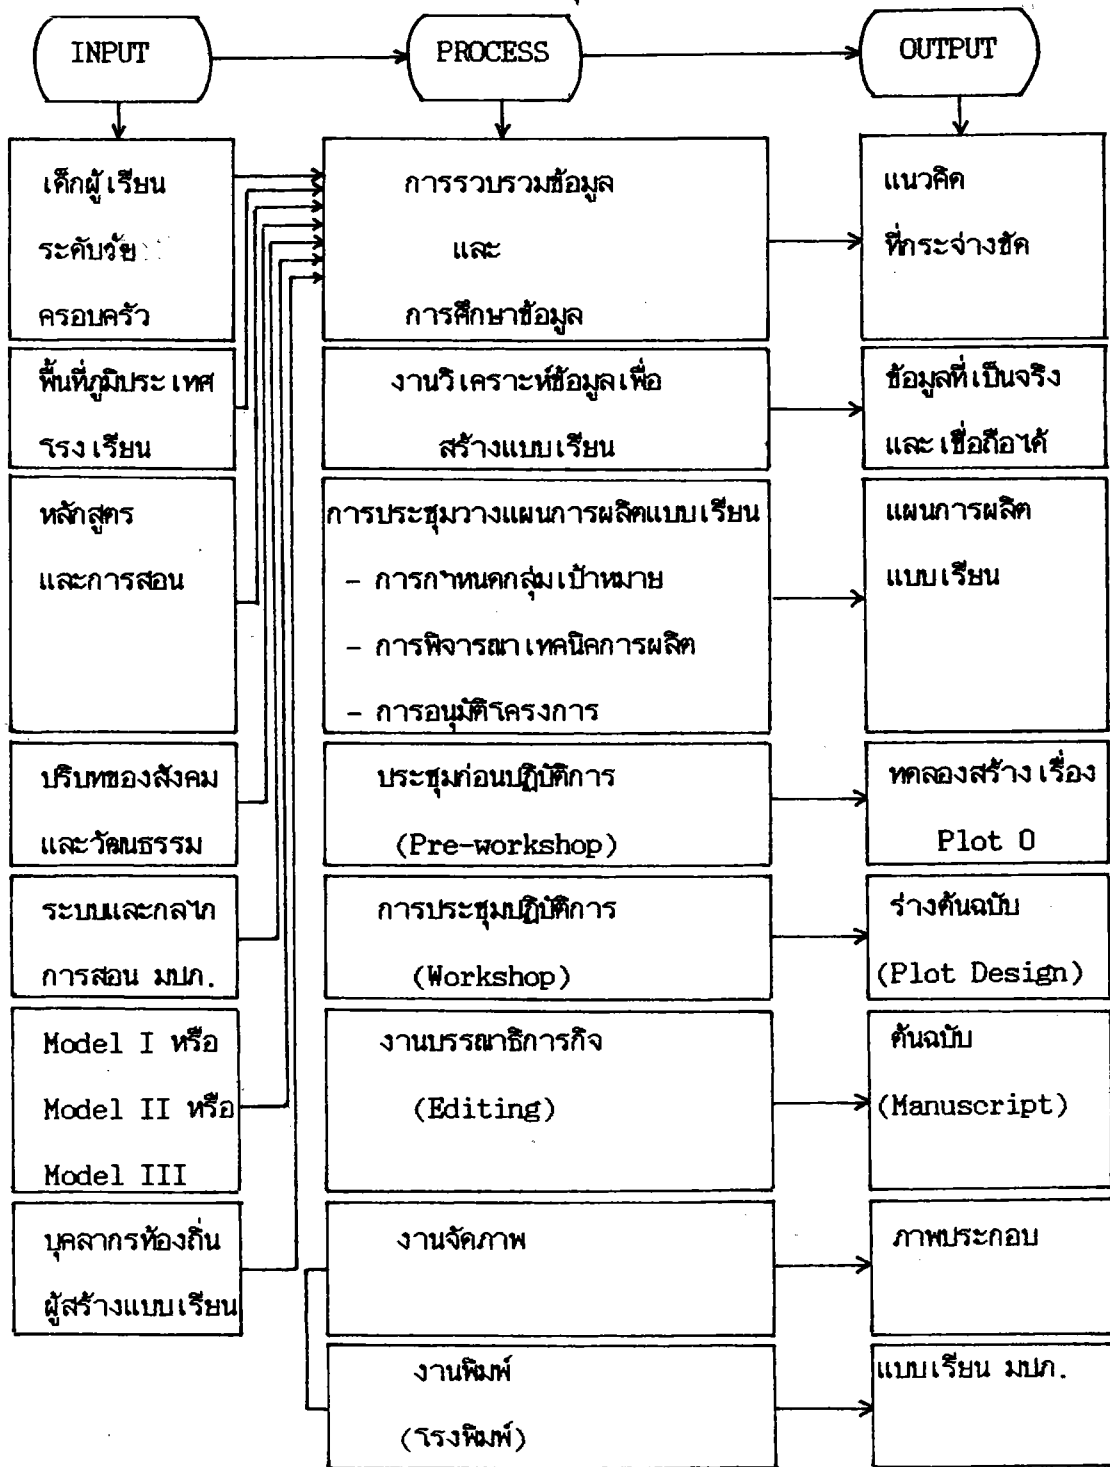 INPUT
PROCESS
OUTPUT
เด็กผู้เรียน
ระดับวัย
ครอบครัว
พื้นที่ภูมิประเทศ
โรงเรียน
หลักสูตร
และการสอน
ปริบทของสังคม
และวัฒนธรรม
ระบบและกลไก
การสอน มปภ.
Model I หรือ
Model II หรือ
Model III
บุคลากรท้องถิ่น
ผู้สร้างแบบเรียน
การรวบรวมข้อมูล
และ
การศึกษาข้อมูล
งานวิเคราะห์ข้อมูลเพื่อ
สร้างแบบเรียน
การประชุมวางแผนการผลิตแบบเรียน
- การกำหนดกลุ่มเป้าหมาย
- การพิจารณาเทคนิคการผลิต
- การอนุมัติโครงการ
ประชุมก่อนปฏิบัติการ
(Pre-workshop)
การประชุมปฏิบัติการ
(Workshop)
งานบรรณาธิการกิจ
(Editing)
งานจัดภาพ
งานพิมพ์
(โรงพิมพ์)
แนวคิด
ที่กระจ่างชัด
ข้อมูลที่เป็นจริง
และเชื่อถือได้
แผนการผลิต
แบบเรียน
ทดลองสร้างเรื่อง
Plot 0
ร่างต้นฉบับ
(Plot Design)
ต้นฉบับ
(Manuscript)
ภาพประกอบ
แบบเรียน มปภ.